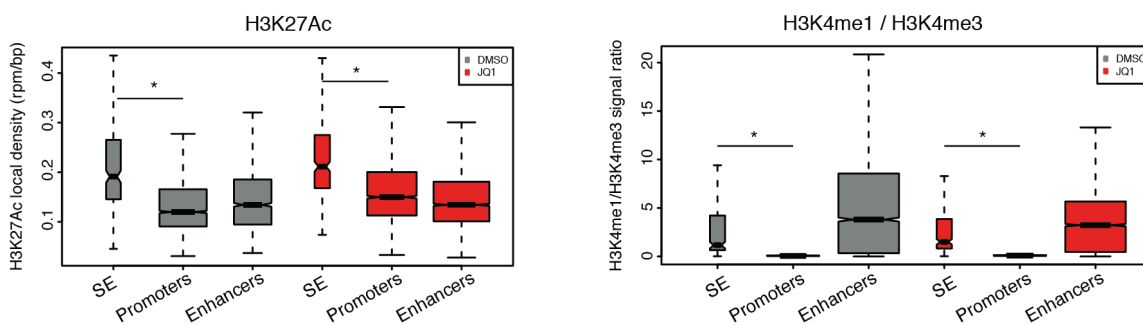 H3K27Ac
H3K27Ac local density (rpm/bp)
0.4
0.3
0.2
0.1
DMSO
JQ1
*
*
SE
Promoters
Enhancers
SE
Promoters
Enhancers
H3K4me1 / H3K4me3
H3K4me1/H3K4me3 signal ratio
20
15
10
5
0
DMSO
JQ1
*
*
SE
Promoters
Enhancers
SE
Promoters
Enhancers